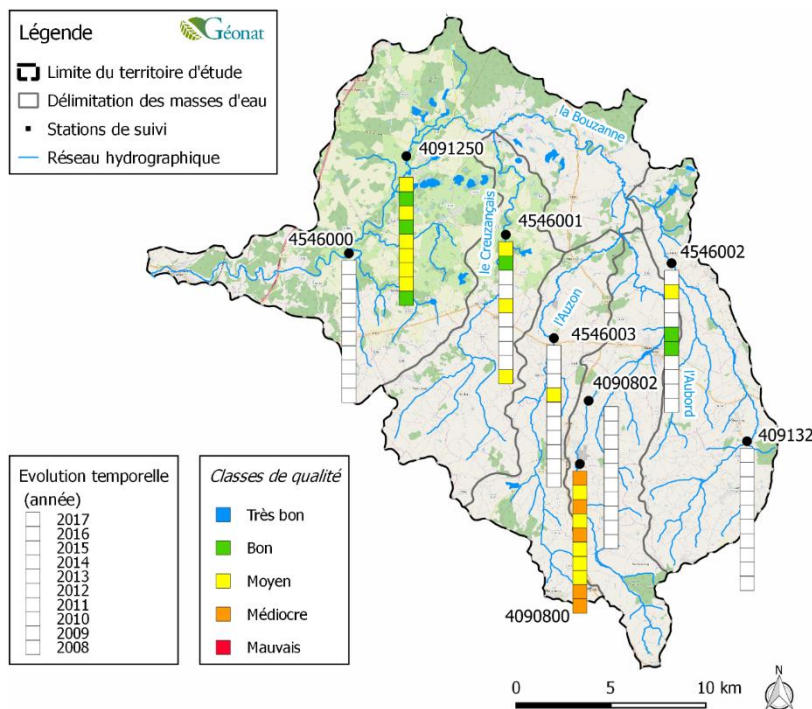 Légende
Géonat
Limite du territoire d'étude
Délimitation des masses d'eau
Stations de suivi
Réseau hydrographique
la Bouzanne
4091250
4546000
le Creuzançais
4546001
4546002
l'Auzon
4546003
4090802
l'Aubord
409132
4090800
Evolution temporelle
(année)
2017
2016
2015
2014
2013
2012
2011
2010
2009
2008
Classes de qualité
Très bon
Bon
Moyen
Médiocre
Mauvais
N
0 5 10 km